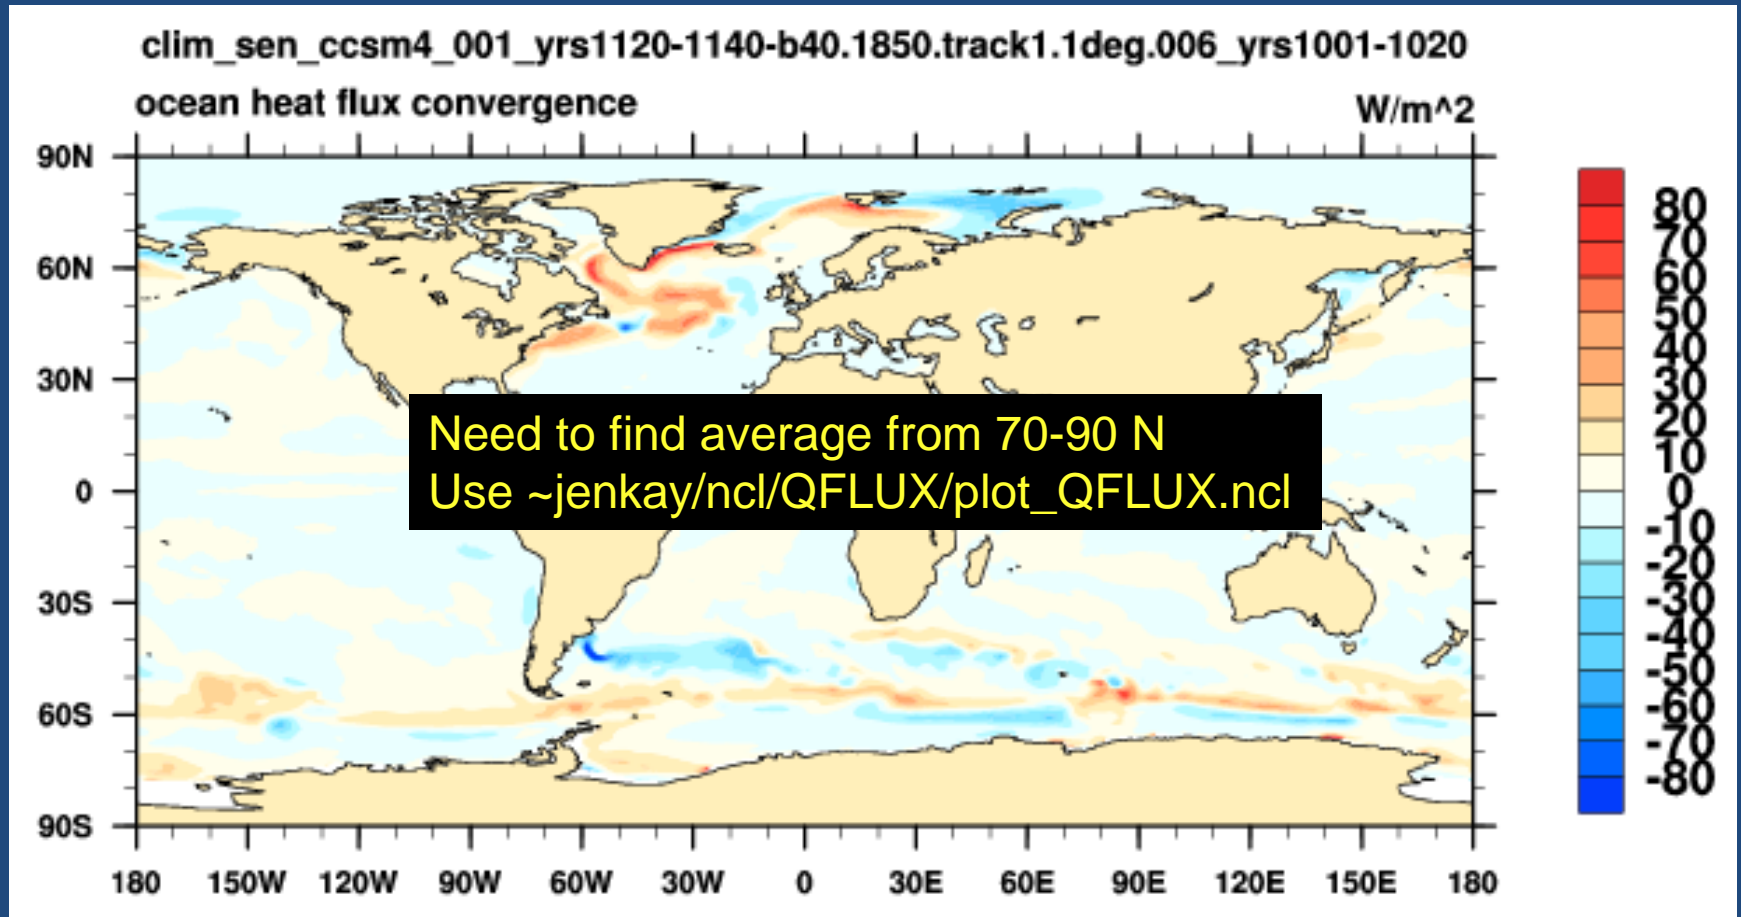 clim_sen_ccsm4_001_yrs1120-1140-b40.1850.track1.1deg.006_yrs1001-1020
ocean heat flux convergence W/m^2
90N
60N
30N
0
30S
60S
90S
180 150W 120W 90W 60W 30W 0 30E 60E 90E 120E 150E 180
Need to find average from 70-90 N
Use ~jenkay/ncl/QFLUX/plot_QFLUX.ncl
80
70
60
50
40
30
20
10
0
-10
-20
-30
-40
-50
-60
-70
-80